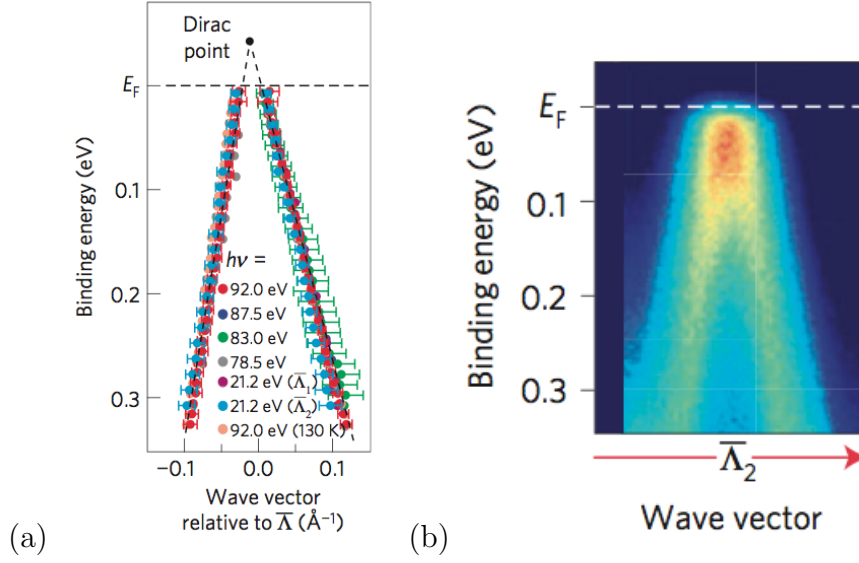 Dirac
point
E_F
0.1
0.2
0.3
Binding energy (eV)
hν =
92.0 eV
87.5 eV
83.0 eV
78.5 eV
21.2 eV (Λ̅₁)
21.2 eV (Λ̅₂)
92.0 eV (130 K)
−0.1
0.0
0.1
Wave vector
relative to Λ̅ (Å⁻¹)
(a)
E_F
0.1
0.2
0.3
Binding energy (eV)
Λ̅₂
Wave vector
(b)